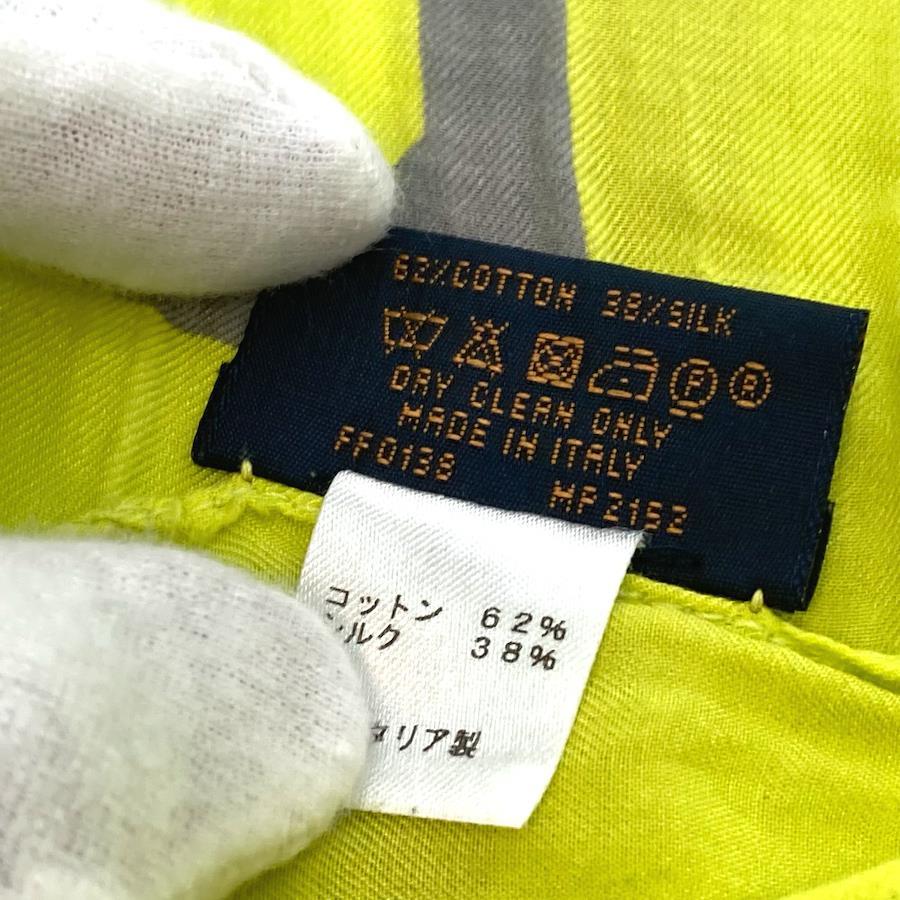 62%COTTON 38%SILK
DRY CLEAN ONLY
MADE IN ITALY
FF0138
MP2152
コットン 62%
シルク 38%
タリア製